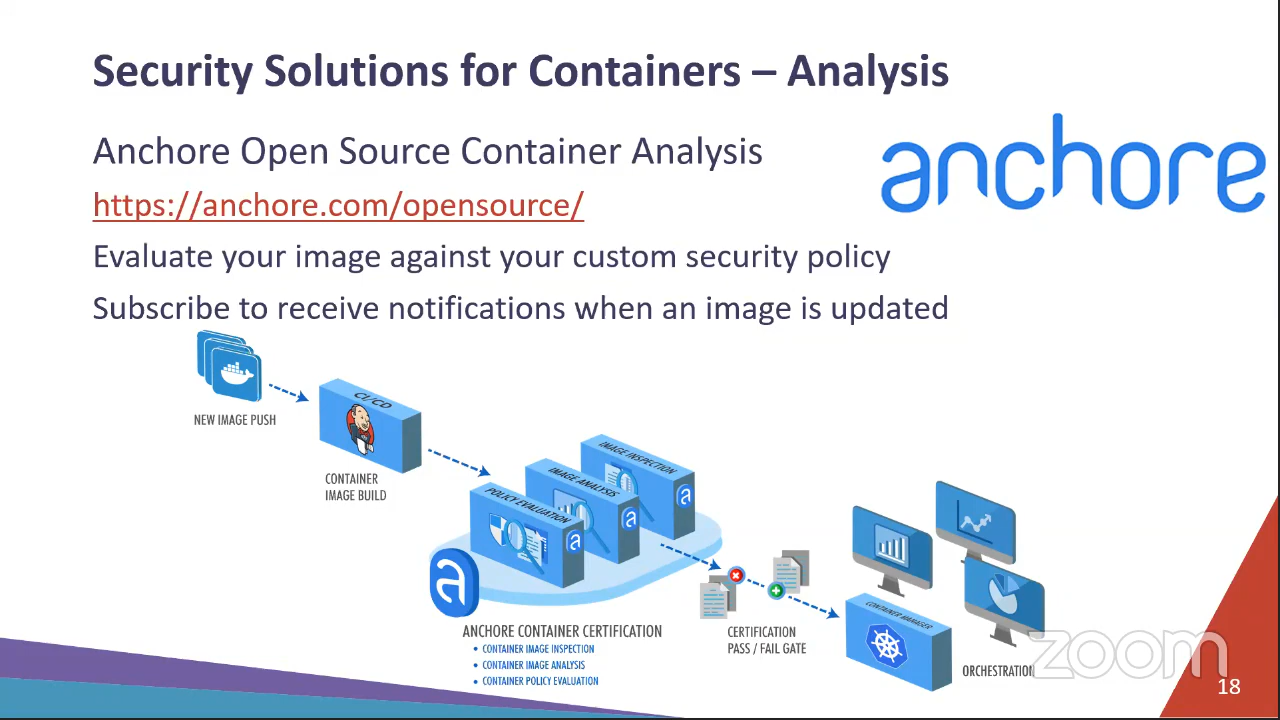 Security Solutions for Containers – Analysis
Anchore Open Source Container Analysis
anchore
https://anchore.com/opensource/
Evaluate your image against your custom security policy
Subscribe to receive notifications when an image is updated
NEW IMAGE PUSH
CI/CD
CONTAINER
IMAGE BUILD
IMAGE INSPECTION
a
IMAGE ANALYSIS
a
POLICY EVALUATION
a
a
ANCHORE CONTAINER CERTIFICATION
• CONTAINER IMAGE INSPECTION
• CONTAINER IMAGE ANALYSIS
• CONTAINER POLICY EVALUATION
CERTIFICATION
PASS / FAIL GATE
CONTAINER MANAGER
ORCHESTRATION
zoom
18